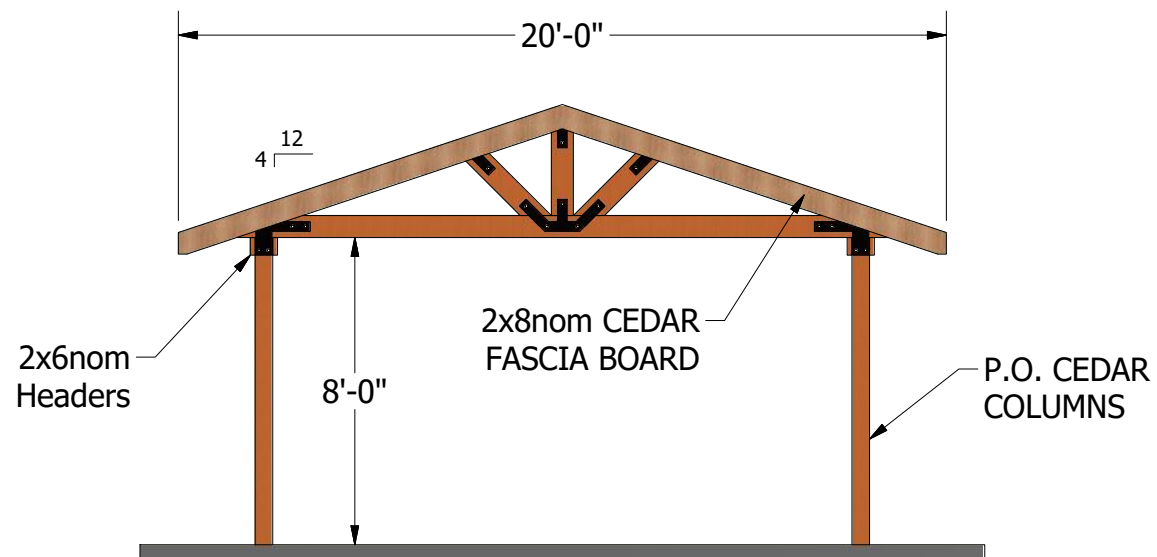 20'-0"
12
4
2x8nom CEDAR
FASCIA BOARD
2x6nom
Headers
8'-0"
P.O. CEDAR
COLUMNS